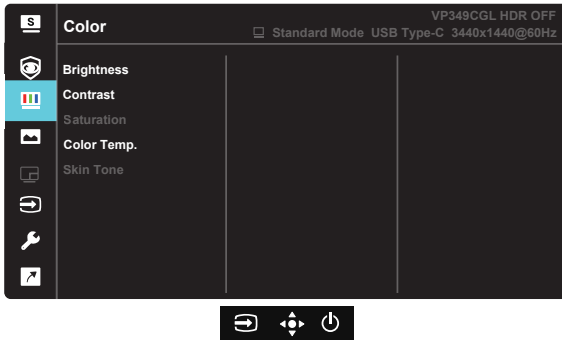 S
Color
VP349CGL HDR OFF
Standard Mode USB Type-C 3440x1440@60Hz
Brightness
Contrast
Saturation
Color Temp.
Skin Tone